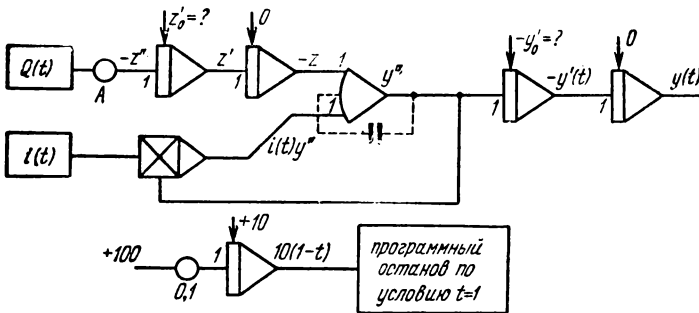 z'₀=? 0 -y'₀=? 0
Q(t) -z" z' -z 1 y" -y'(t) y(t)
A 1 1 1 1 1
l(t) i(t)y"
+10
+100 1 10(1-t)
0,1
программный
останов по
условию t=1